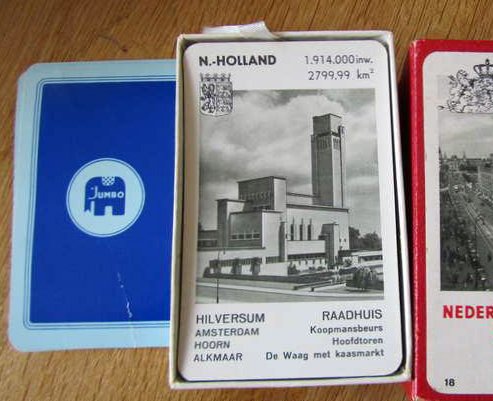 JUMBO
N.-HOLLAND
1.914.000 inw.
2799.99 km²
HILVERSUM RAADHUIS
AMSTERDAM Koopmansbeurs
HOORN Hoofdtoren
ALKMAAR De Waag met kaasmarkt
NEDER
18